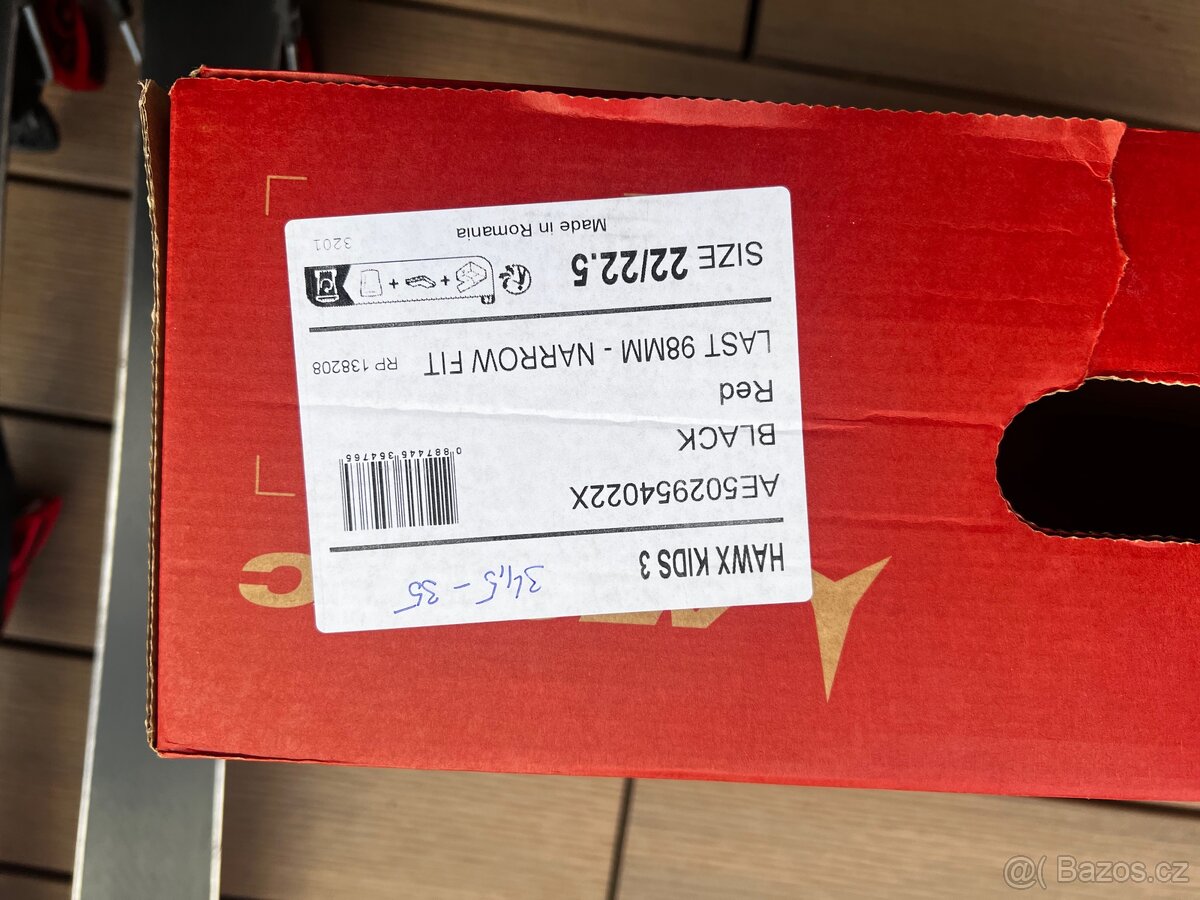 HAWX KIDS 3
34,5 - 35
AE502954022X
BLACK
Red
0 887445 354765
LAST 98MM - NARROW FIT RP 138208
SIZE 22/22.5
Made in Romania
3201
@( Bazos.cz